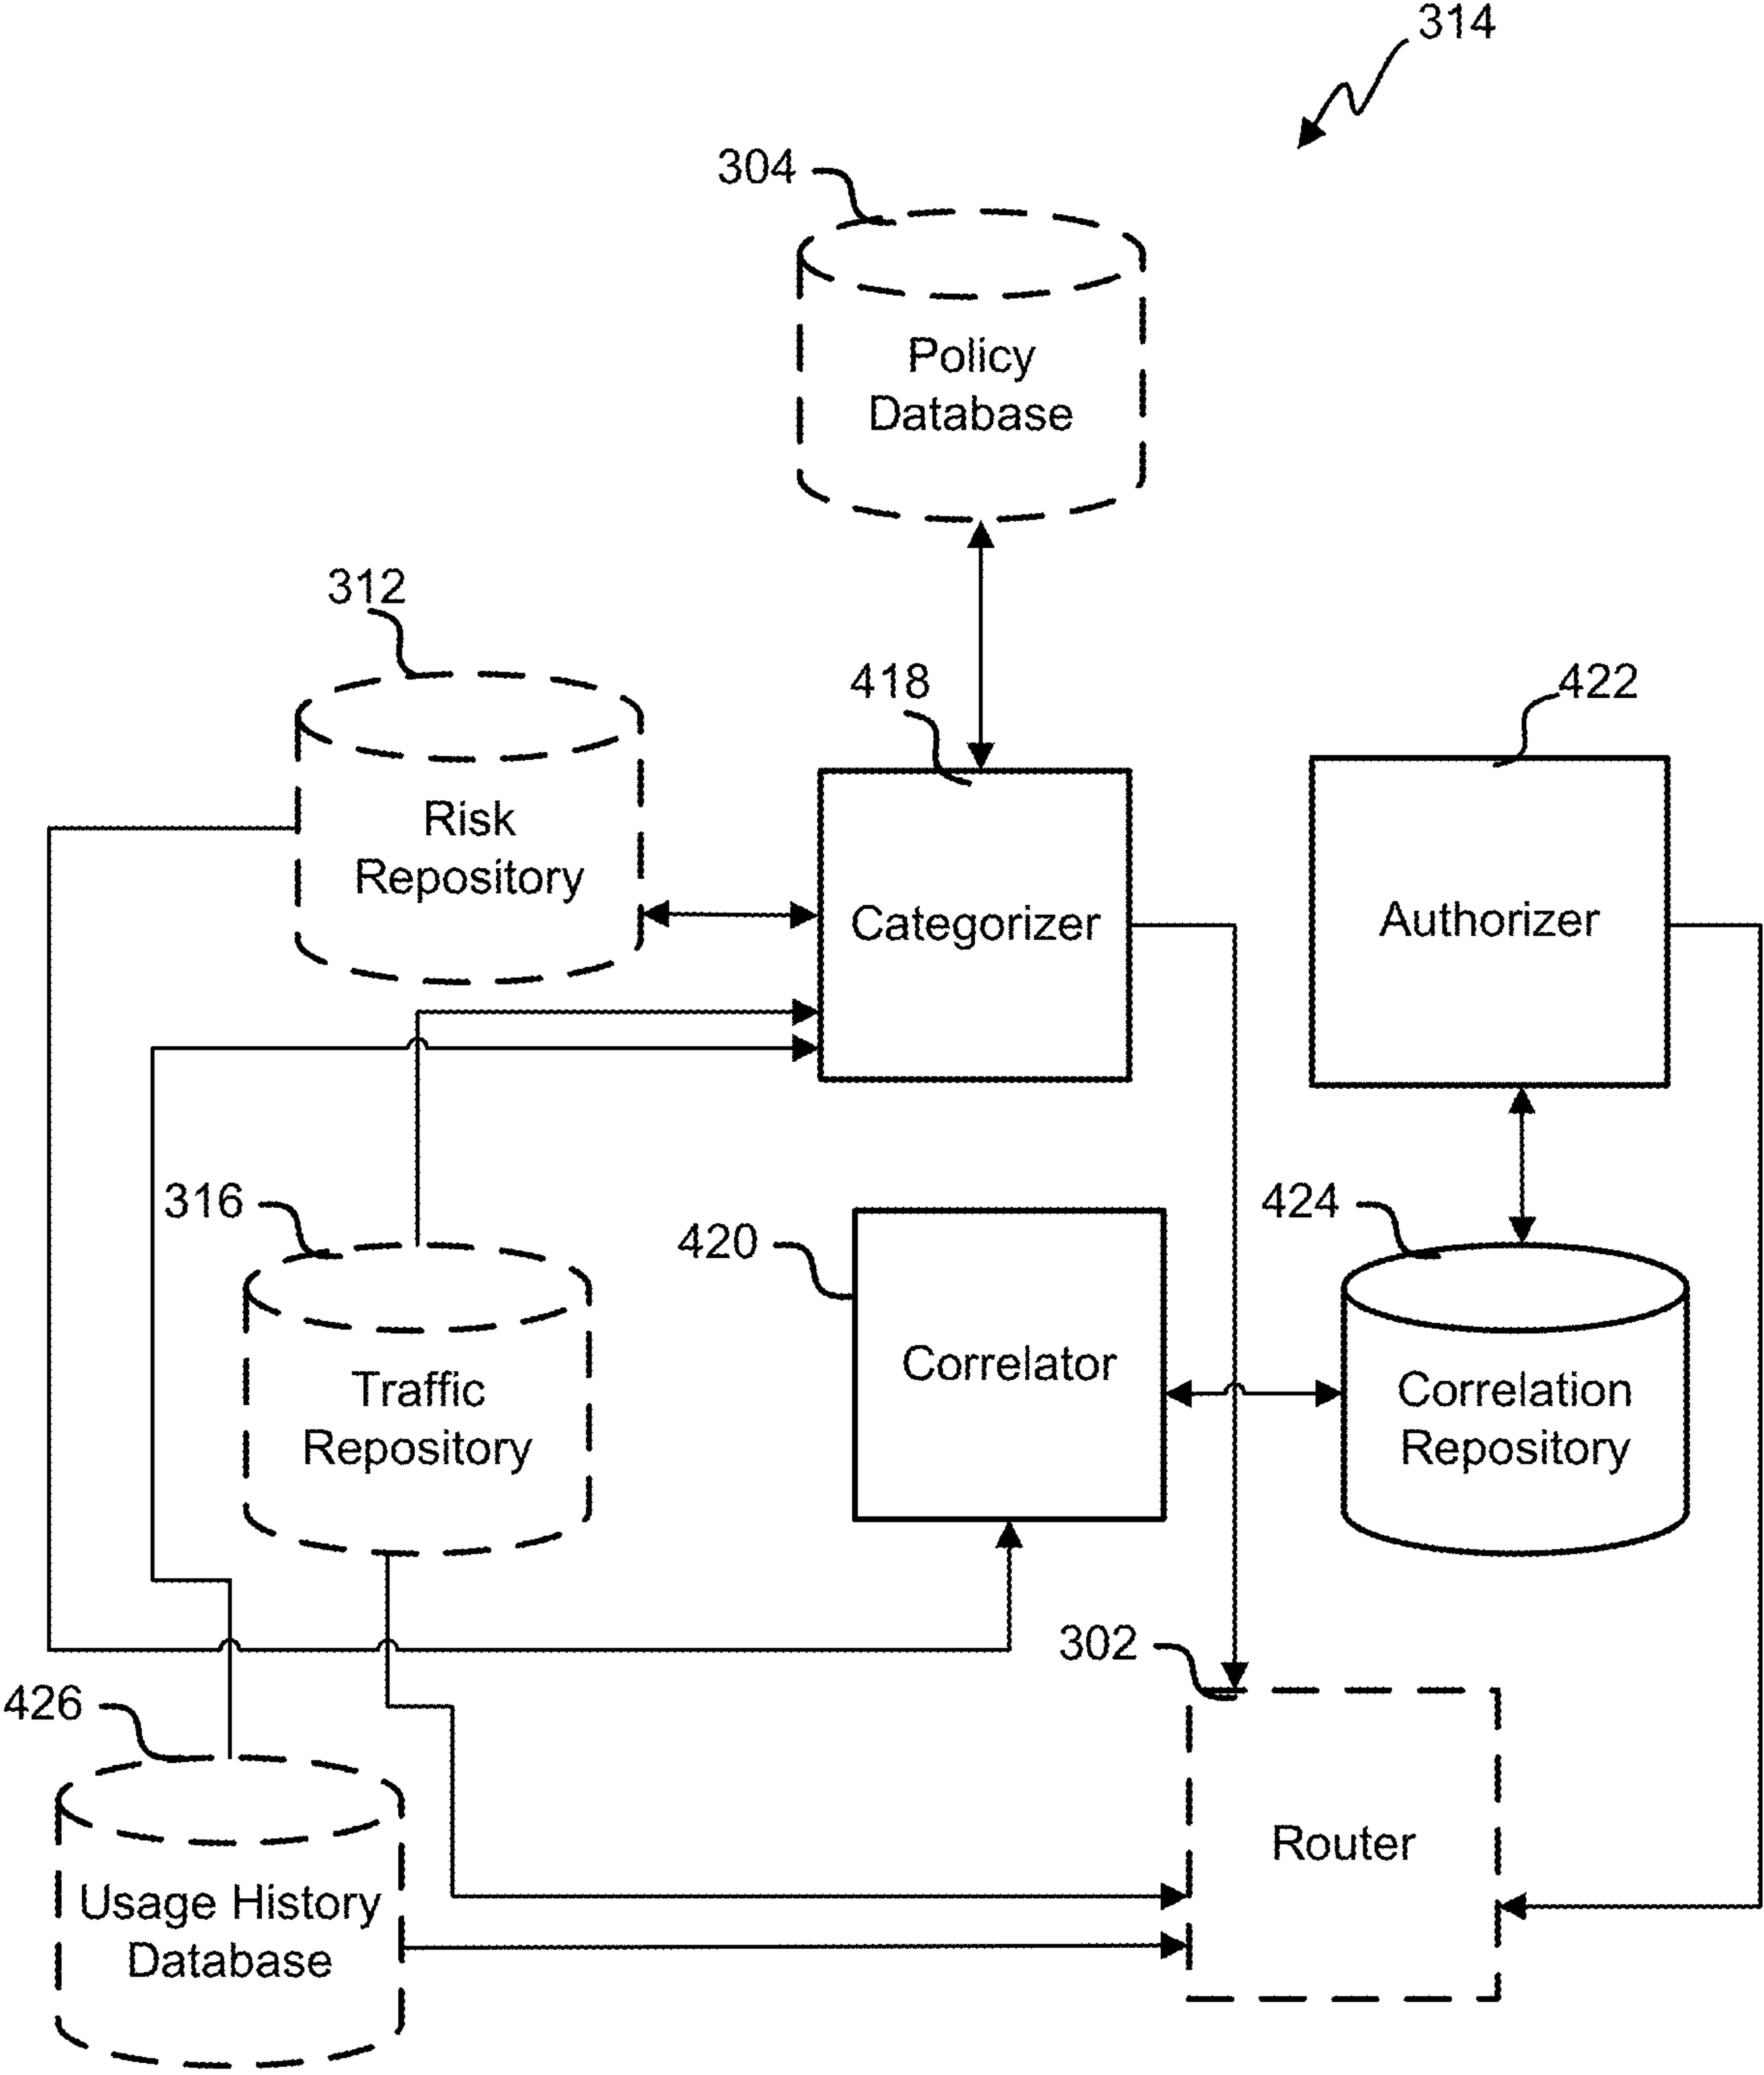 314
304
Policy
Database
312
418
422
Risk
Repository
Categorizer
Authorizer
316
420
424
Traffic
Repository
Correlator
Correlation
Repository
302
426
Router
Usage History
Database